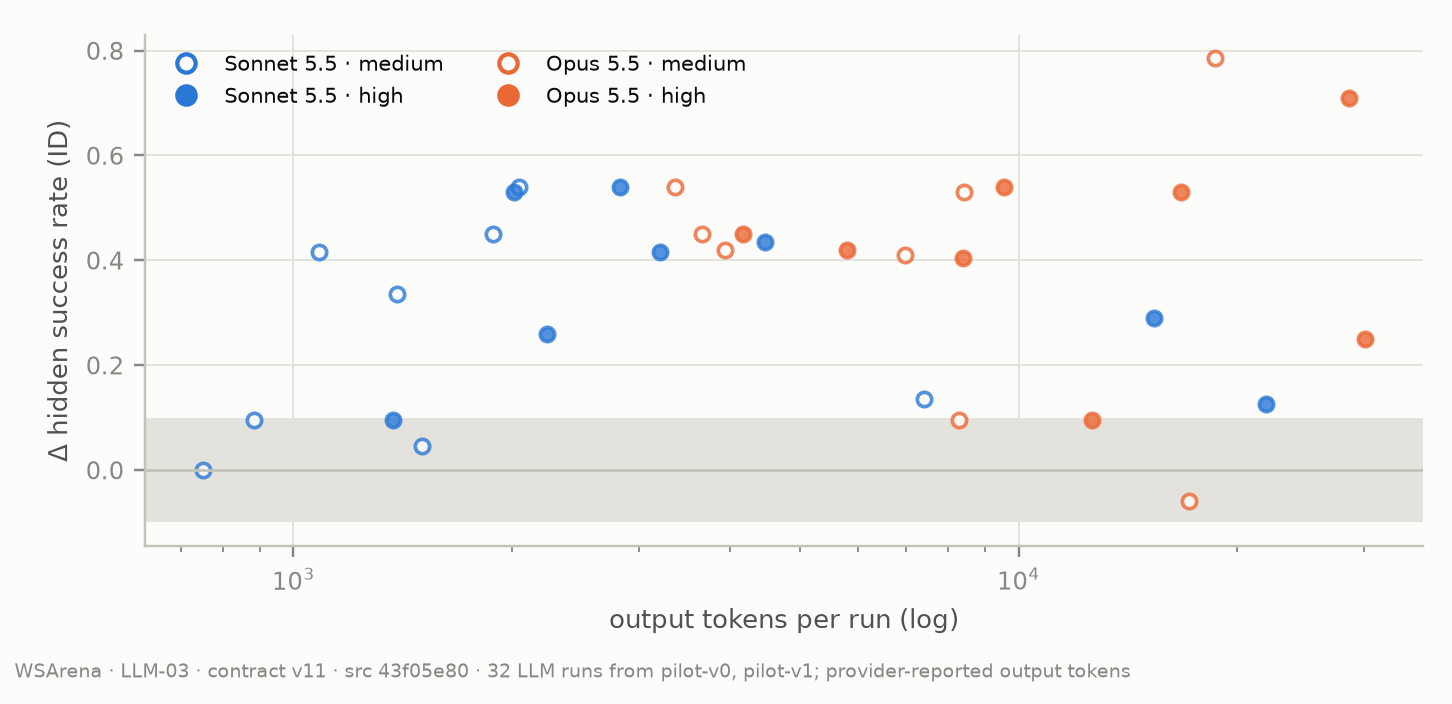 Sonnet 5.5 · medium
Opus 5.5 · medium
Sonnet 5.5 · high
Opus 5.5 · high
Δ hidden success rate (ID)
0.8
0.6
0.4
0.2
0.0
10³
10⁴
output tokens per run (log)
WSArena · LLM-03 · contract v11 · src 43f05e80 · 32 LLM runs from pilot-v0, pilot-v1; provider-reported output tokens